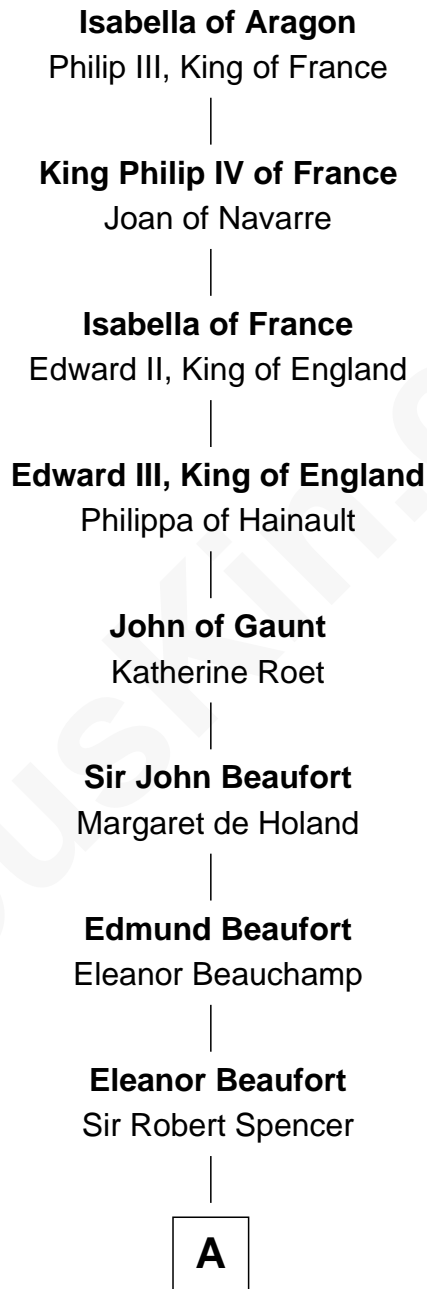 Isabella of Aragon
Philip III, King of France
King Philip IV of France
Joan of Navarre
Isabella of France
Edward II, King of England
Edward III, King of England
Philippa of Hainault
John of Gaunt
Katherine Roet
Sir John Beaufort
Margaret de Holand
Edmund Beaufort
Eleanor Beauchamp
Eleanor Beaufort
Sir Robert Spencer
A